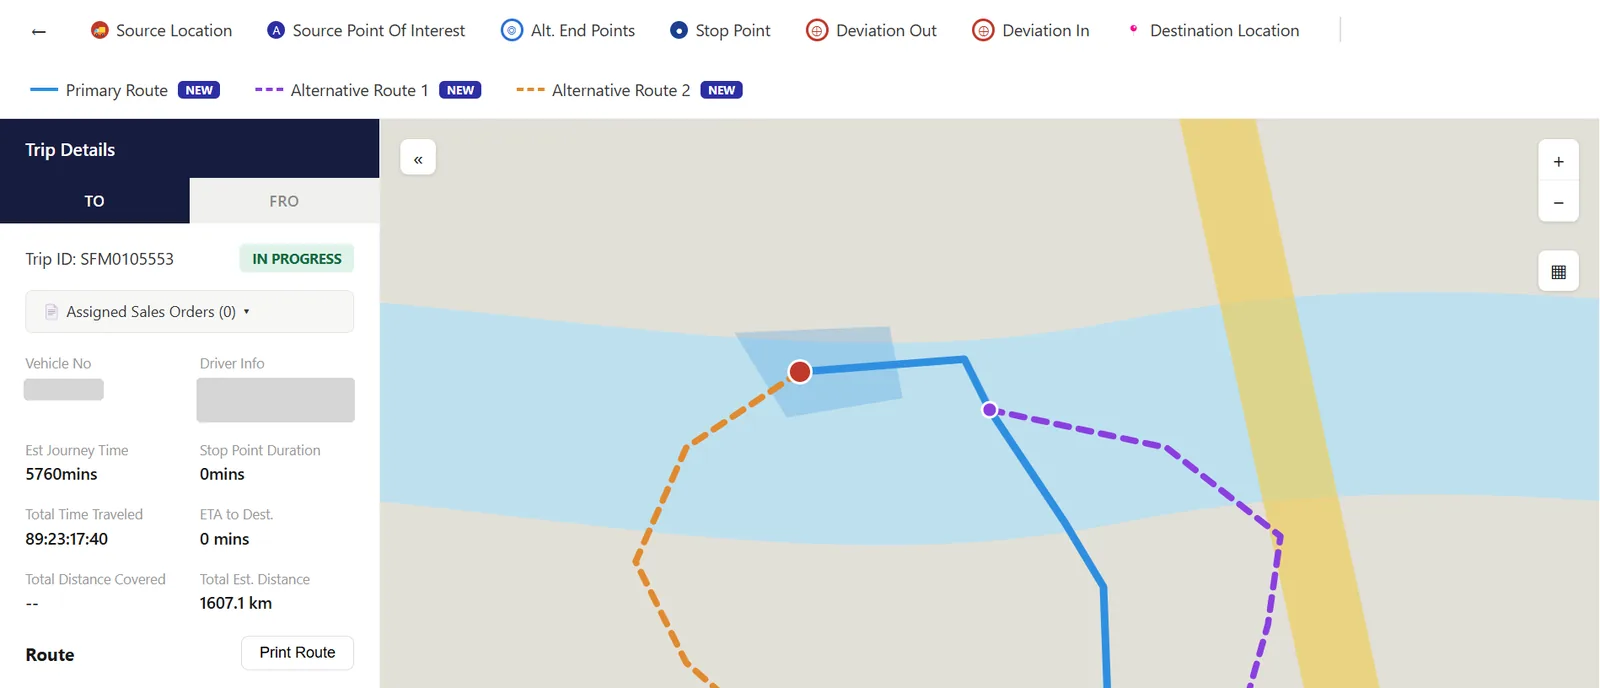 ← Source Location A Source Point Of Interest Alt. End Points Stop Point Deviation Out Deviation In Destination Location
Primary Route NEW Alternative Route 1 NEW Alternative Route 2 NEW
Trip Details
«
+
TO FRO
−
Trip ID: SFM0105553 IN PROGRESS
Assigned Sales Orders (0) ▾
Vehicle No Driver Info
Est Journey Time Stop Point Duration
5760mins 0mins
Total Time Traveled ETA to Dest.
89:23:17:40 0 mins
Total Distance Covered Total Est. Distance
-- 1607.1 km
Route Print Route